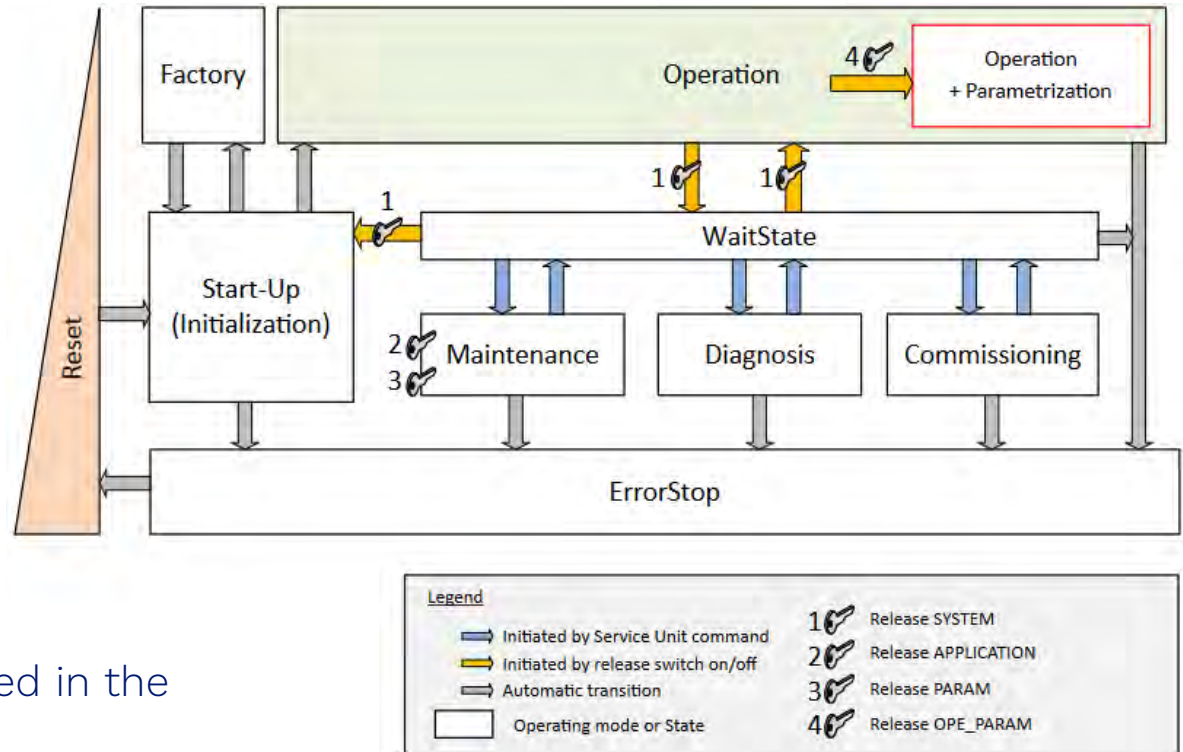 Factory
Operation
4
Operation
+ Parametrization
1
1
1
WaitState
Start-Up
(Initialization)
Reset
2
3
Maintenance
Diagnosis
Commissioning
ErrorStop
ed in the
Legend
Initiated by Service Unit command
Initiated by release switch on/off
Automatic transition
Operating mode or State
1 Release SYSTEM
2 Release APPLICATION
3 Release PARAM
4 Release OPE_PARAM